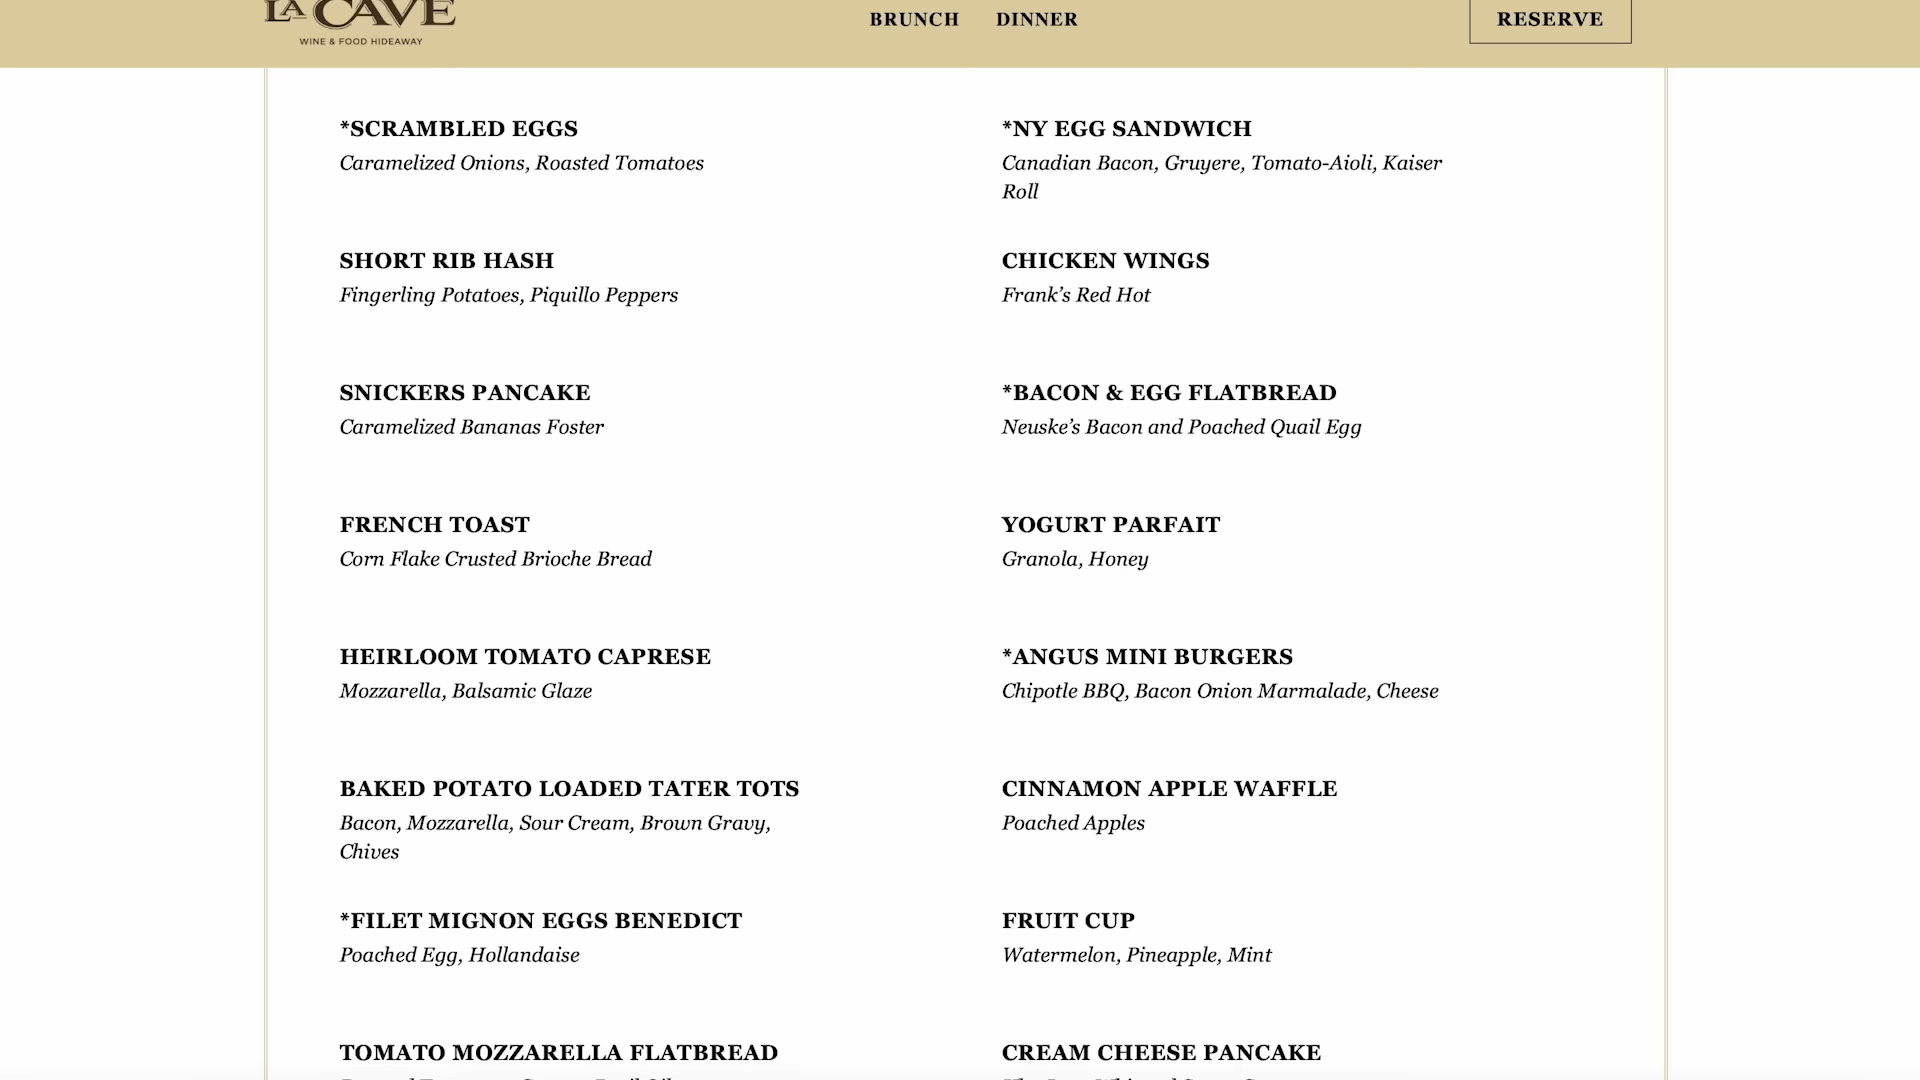 LA CAVE
WINE & FOOD HIDEAWAY
BRUNCH
DINNER
RESERVE
*SCRAMBLED EGGS
Caramelized Onions, Roasted Tomatoes
*NY EGG SANDWICH
Canadian Bacon, Gruyere, Tomato-Aioli, Kaiser
Roll
SHORT RIB HASH
Fingerling Potatoes, Piquillo Peppers
CHICKEN WINGS
Frank’s Red Hot
SNICKERS PANCAKE
Caramelized Bananas Foster
*BACON & EGG FLATBREAD
Neuske’s Bacon and Poached Quail Egg
FRENCH TOAST
Corn Flake Crusted Brioche Bread
YOGURT PARFAIT
Granola, Honey
HEIRLOOM TOMATO CAPRESE
Mozzarella, Balsamic Glaze
*ANGUS MINI BURGERS
Chipotle BBQ, Bacon Onion Marmalade, Cheese
BAKED POTATO LOADED TATER TOTS
Bacon, Mozzarella, Sour Cream, Brown Gravy,
Chives
CINNAMON APPLE WAFFLE
Poached Apples
*FILET MIGNON EGGS BENEDICT
Poached Egg, Hollandaise
FRUIT CUP
Watermelon, Pineapple, Mint
TOMATO MOZZARELLA FLATBREAD
CREAM CHEESE PANCAKE